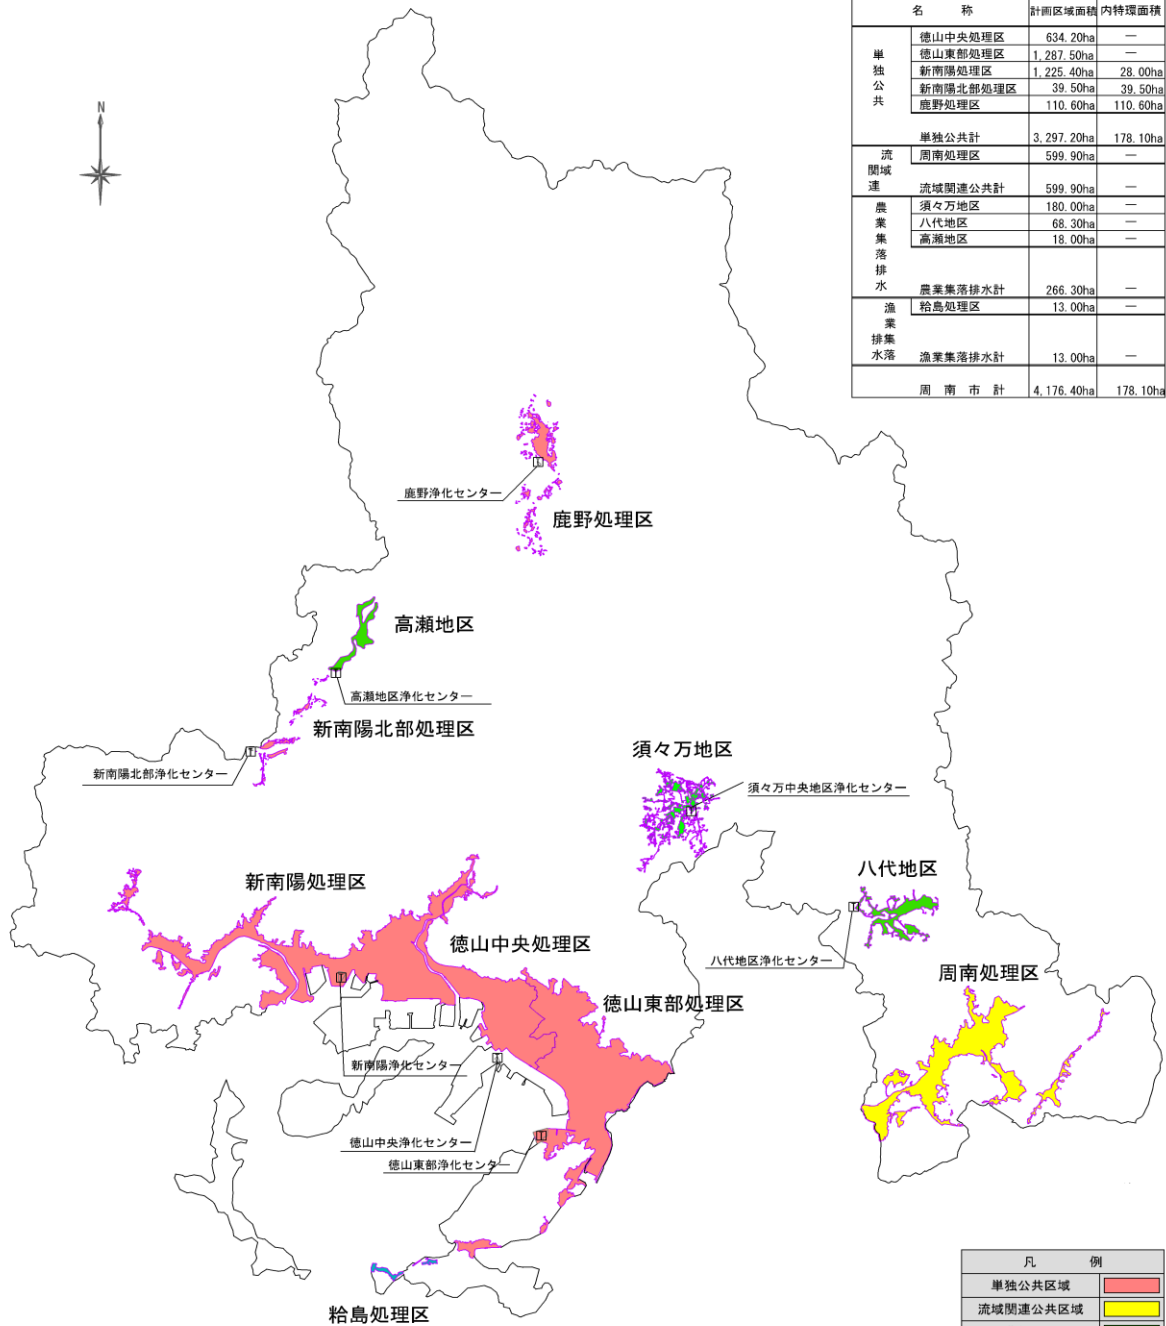 名 称 計画区域面積 内特環面積
単独公共
徳山中央処理区 634.20ha —
徳山東部処理区 1,287.50ha —
新南陽処理区 1,225.40ha 28.00ha
新南陽北部処理区 39.50ha 39.50ha
鹿野処理区 110.60ha 110.60ha
単独公共計 3,297.20ha 178.10ha
流域関連
周南処理区 599.90ha —
流域関連公共計 599.90ha —
農業集落排水
須々万地区 180.00ha —
八代地区 68.30ha —
高瀬地区 18.00ha —
農業集落排水計 266.30ha —
漁業集落排水
粭島処理区 13.00ha —
漁業集落排水計 13.00ha —
周南市計 4,176.40ha 178.10ha
N
鹿野浄化センター
鹿野処理区
高瀬地区
高瀬地区浄化センター
新南陽北部処理区
新南陽北部浄化センター
須々万地区
須々万中央地区浄化センター
八代地区
八代地区浄化センター
新南陽処理区
徳山中央処理区
徳山東部処理区
周南処理区
新南陽浄化センター
徳山中央浄化センター
徳山東部浄化センター
粭島処理区
凡 例
単独公共区域
流域関連公共区域